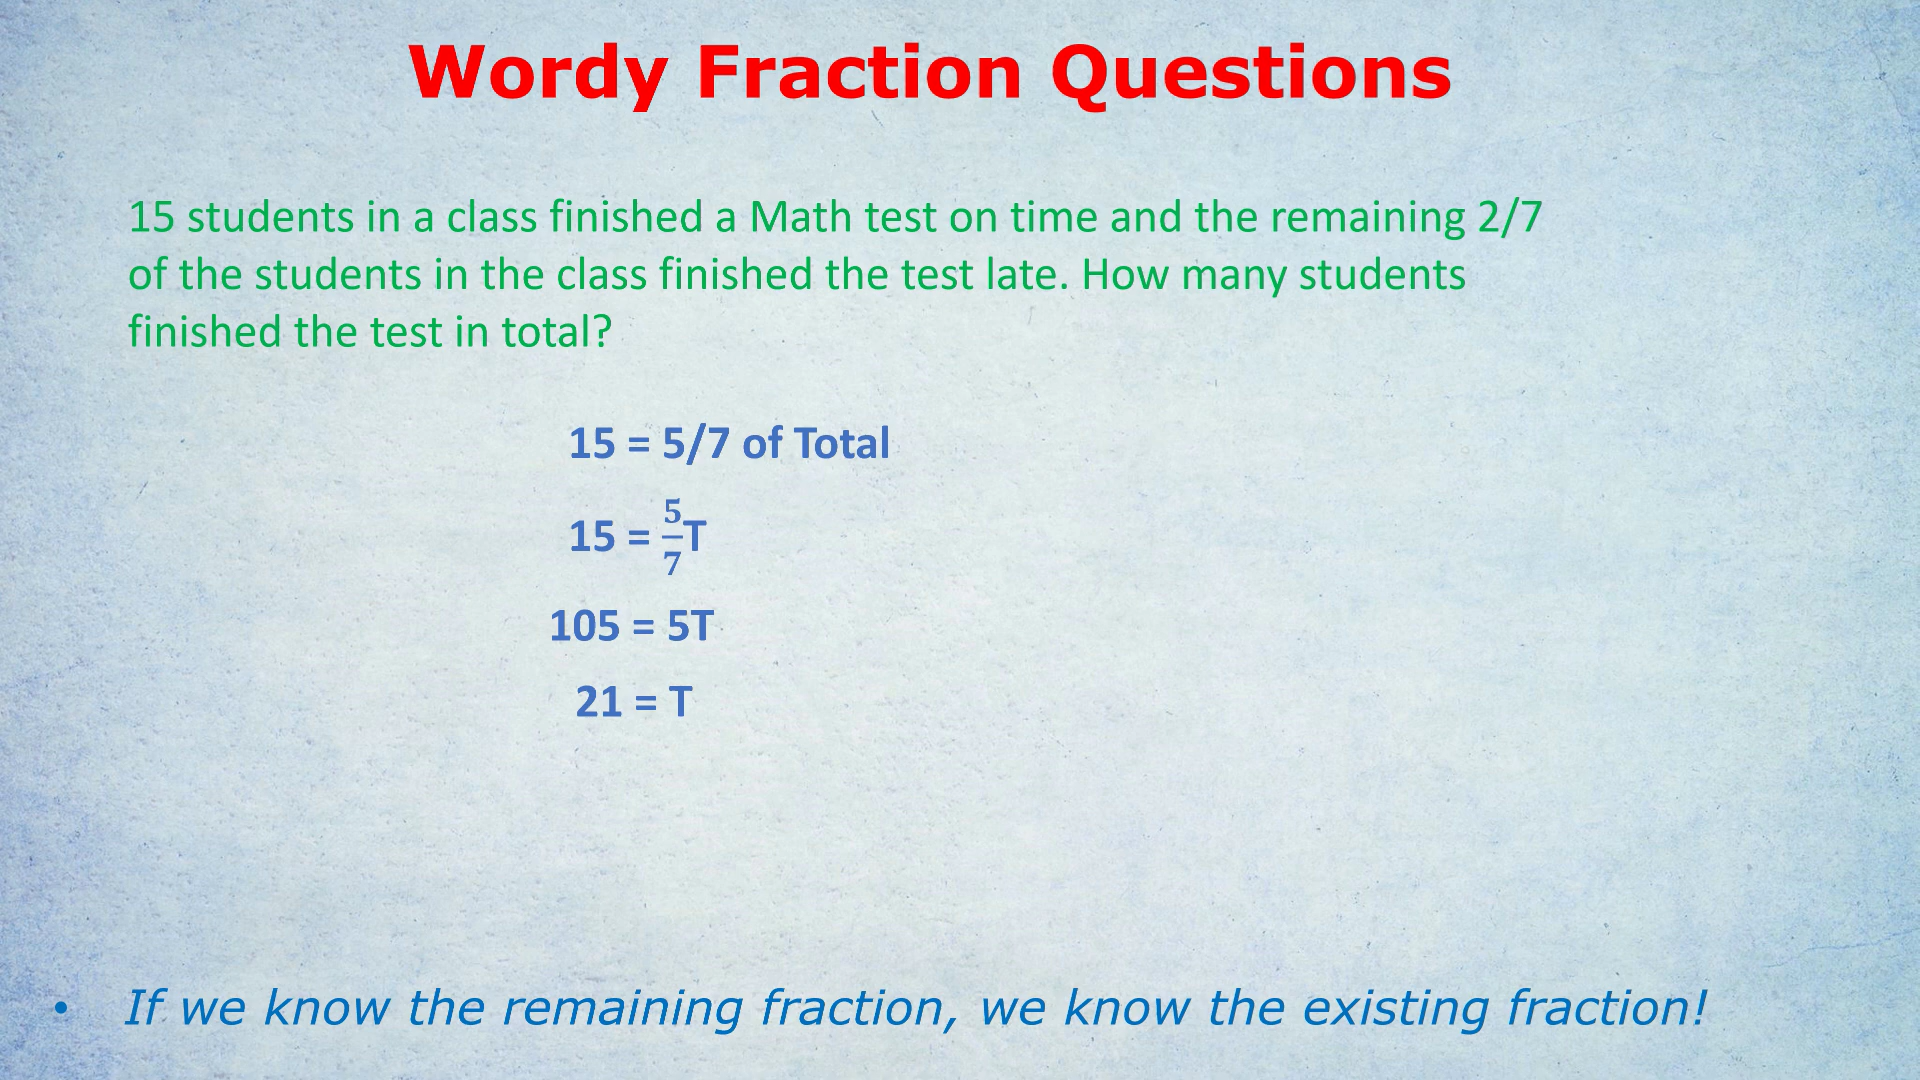 Wordy Fraction Questions
15 students in a class finished a Math test on time and the remaining 2/7
of the students in the class finished the test late. How many students
finished the test in total?
15 = 5/7 of Total
15 = 5/7T
105 = 5T
21 = T
• If we know the remaining fraction, we know the existing fraction!